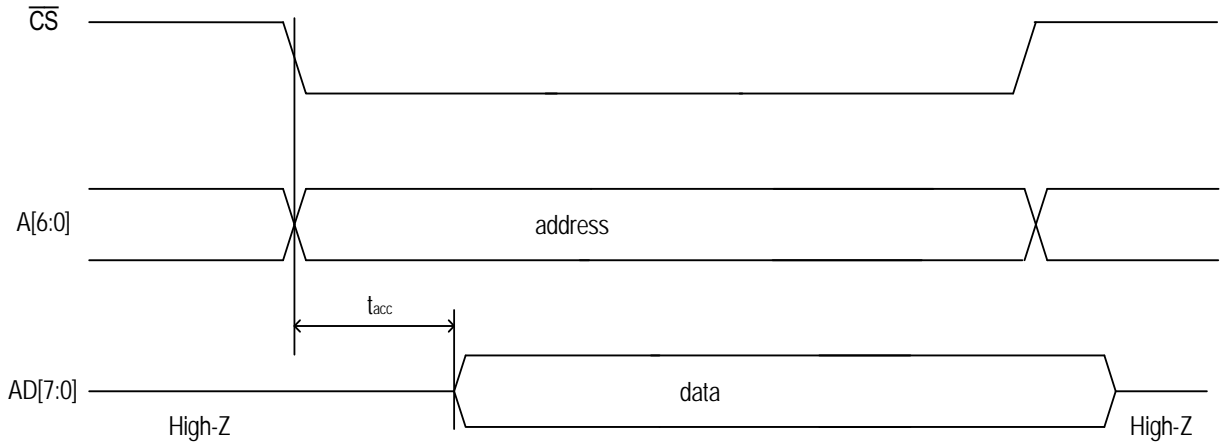 CS
A[6:0]
address
tacc
AD[7:0]
data
High-Z
High-Z